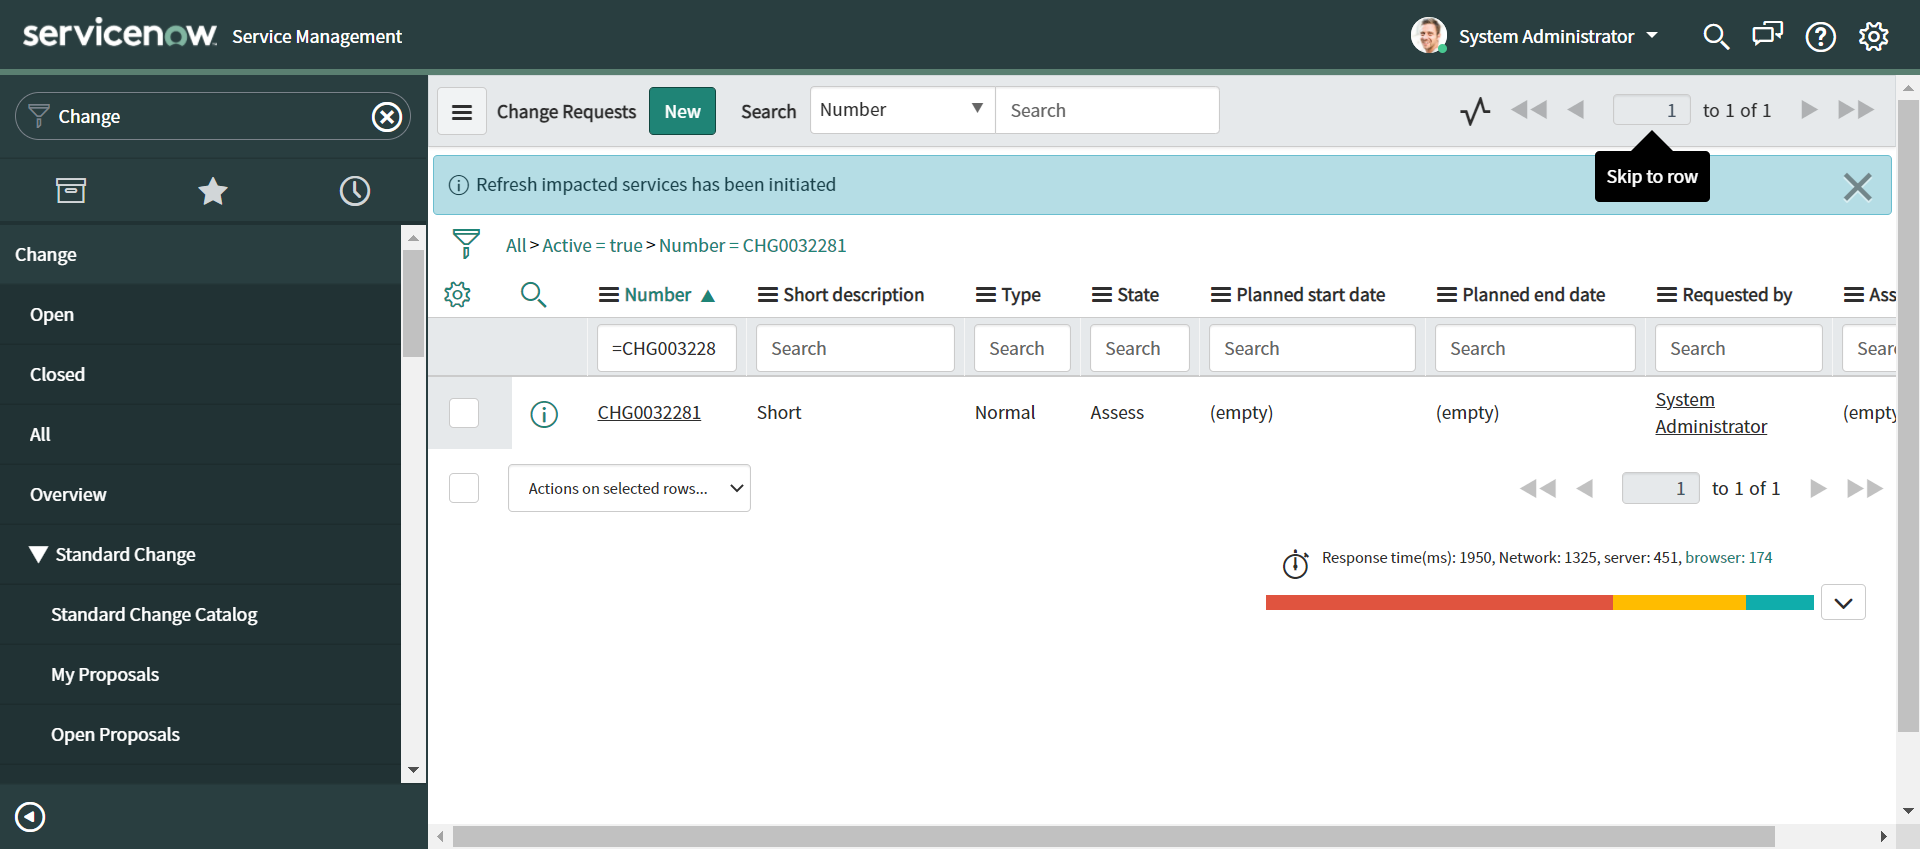 servicenow Service Management
System Administrator
Change
Change
Open
Closed
All
Overview
Standard Change
Standard Change Catalog
My Proposals
Open Proposals
Change Requests New Search Number Search 1 to 1 of 1
Skip to row
Refresh impacted services has been initiated
All > Active = true > Number = CHG0032281
Number Short description Type State Planned start date Planned end date Requested by Ass
=CHG003228 Search Search Search Search Search Search Sear
CHG0032281 Short Normal Assess (empty) (empty) System Administrator (empty
Actions on selected rows... 1 to 1 of 1
Response time(ms): 1950, Network: 1325, server: 451, browser: 174